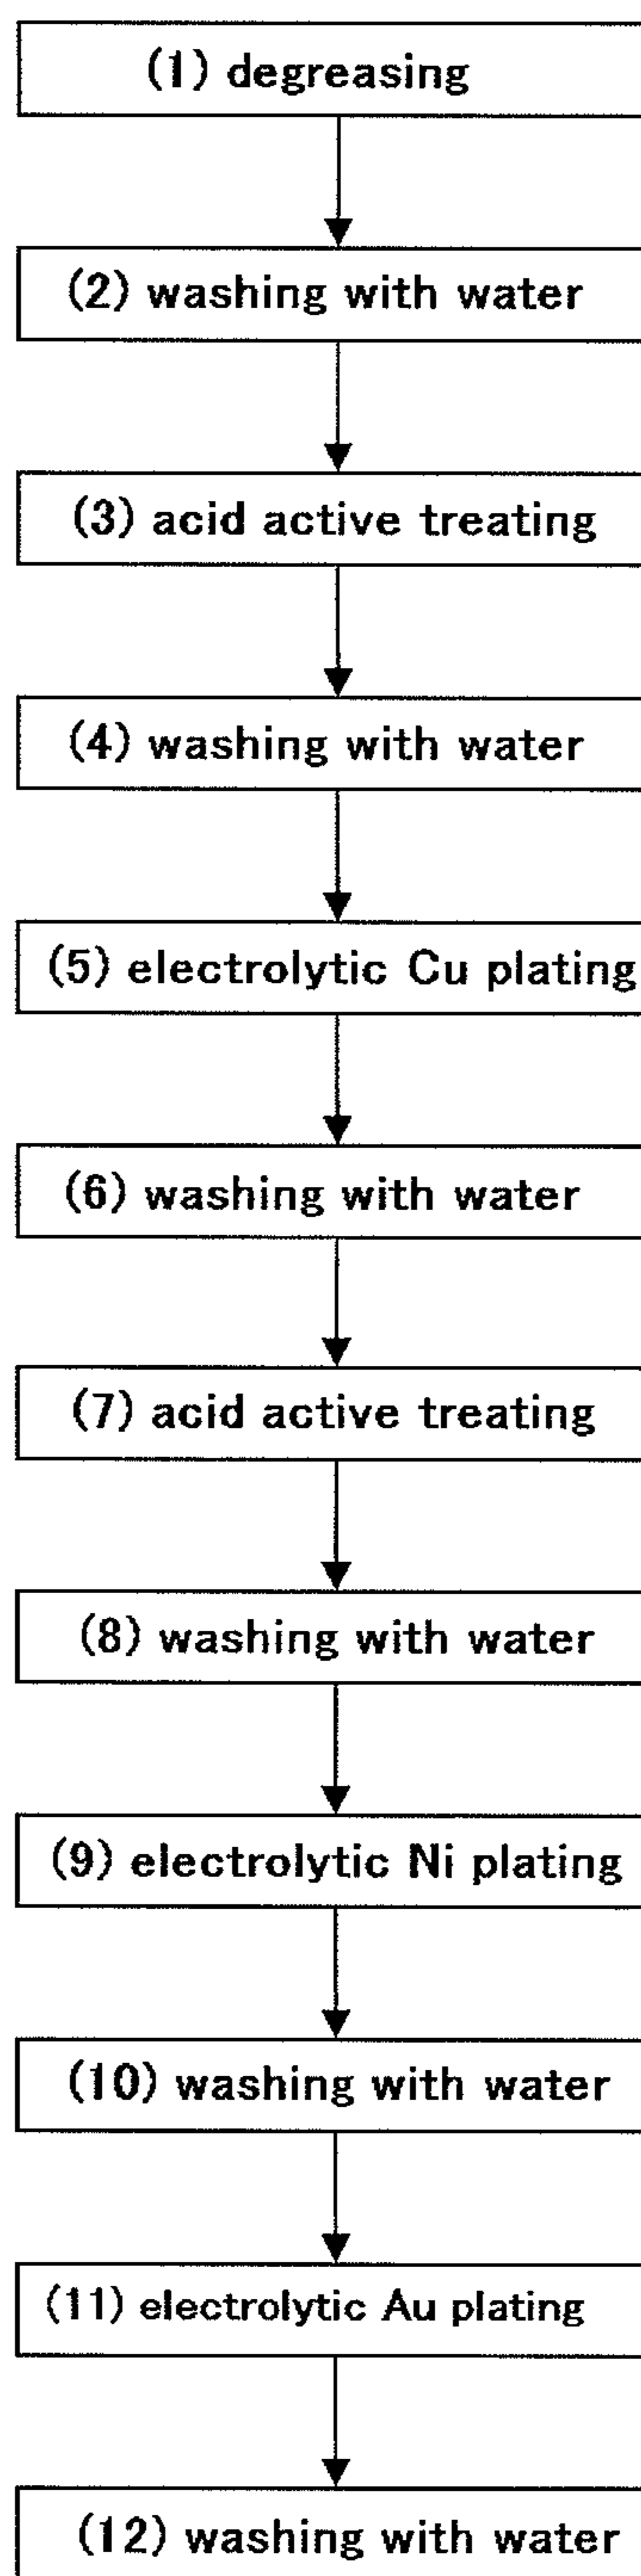 (1) degreasing
(2) washing with water
(3) acid active treating
(4) washing with water
(5) electrolytic Cu plating
(6) washing with water
(7) acid active treating
(8) washing with water
(9) electrolytic Ni plating
(10) washing with water
(11) electrolytic Au plating
(12) washing with water